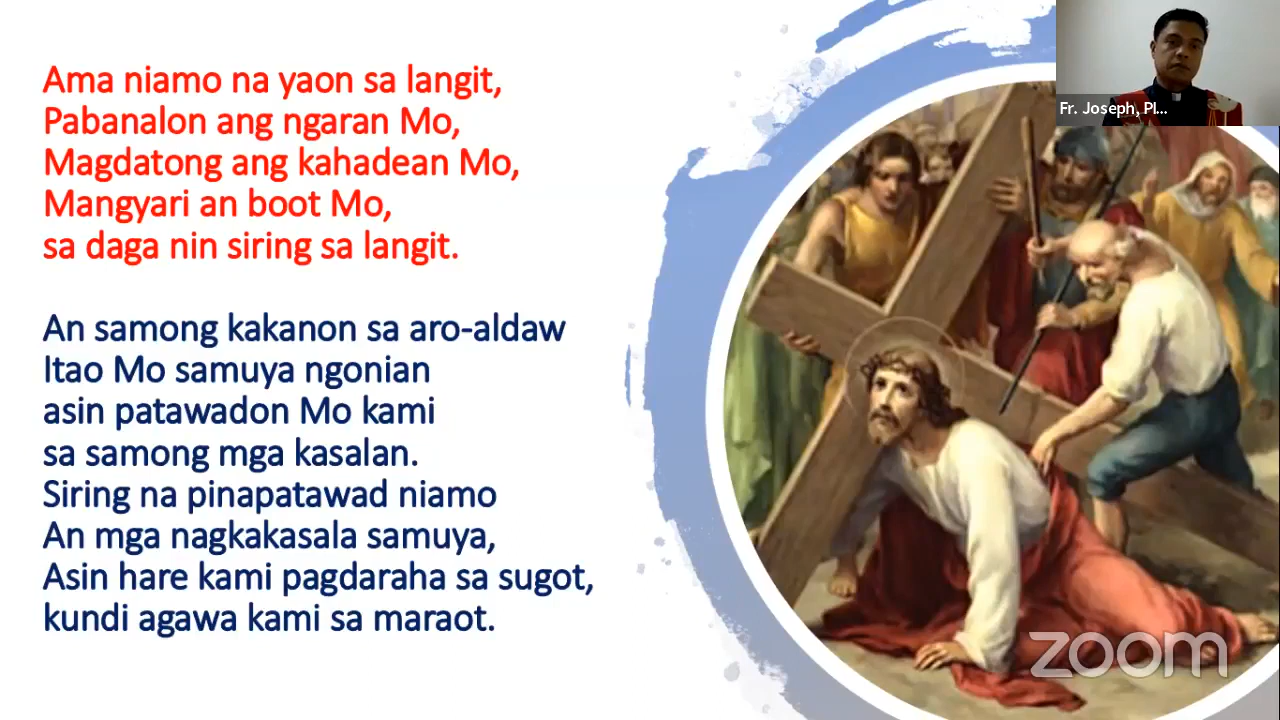 Ama niamo na yaon sa langit,
Pabanalon ang ngaran Mo,
Magdatong ang kahadean Mo,
Mangyari an boot Mo,
sa daga nin siring sa langit.
An samong kakanon sa aro-aldaw
Itao Mo samuya ngonian
asin patawadon Mo kami
sa samong mga kasalan.
Siring na pinapatawad niamo
An mga nagkakasala samuya,
Asin hare kami pagdaraha sa sugot,
kundi agawa kami sa maraot.
Fr. Joseph, Pl...
zoom